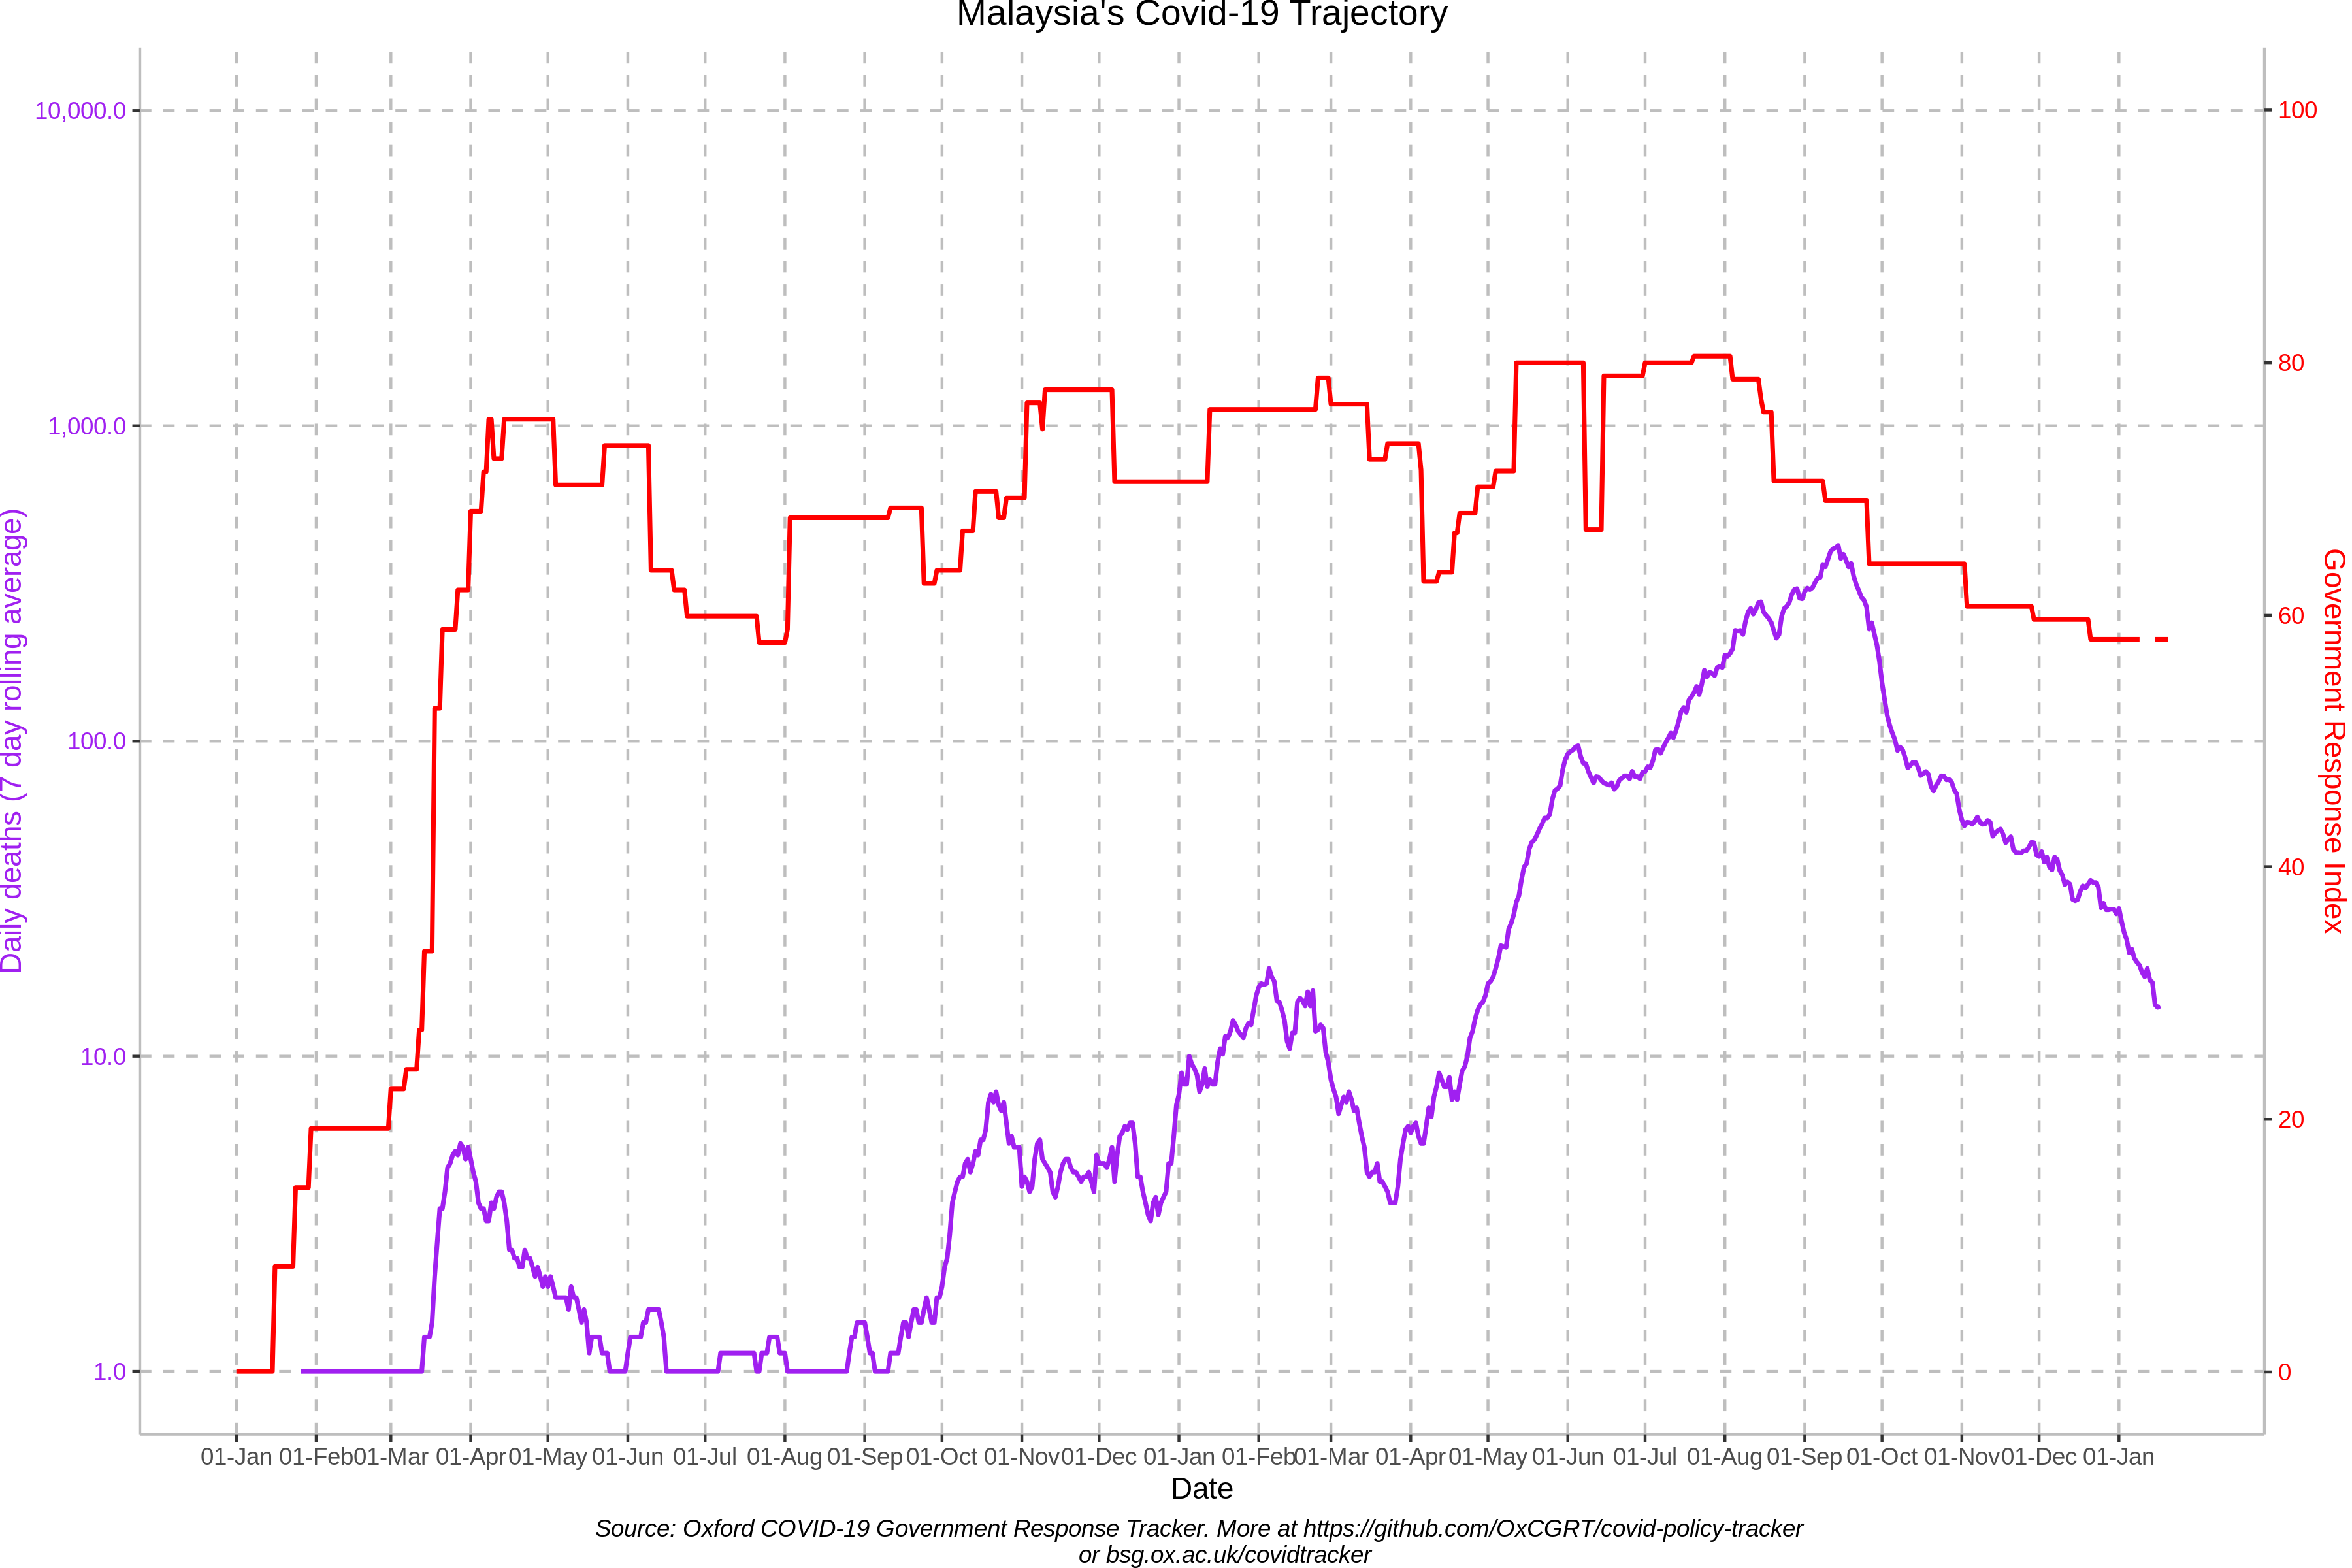 Malaysia's Covid-19 Trajectory
10,000.0
1,000.0
100.0
10.0
1.0
Daily deaths (7 day rolling average)
100
80
60
40
20
0
Government Response Index
01-Jan 01-Feb 01-Mar 01-Apr 01-May 01-Jun 01-Jul 01-Aug 01-Sep 01-Oct 01-Nov 01-Dec 01-Jan 01-Feb 01-Mar 01-Apr 01-May 01-Jun 01-Jul 01-Aug 01-Sep 01-Oct 01-Nov 01-Dec 01-Jan
Date
Source: Oxford COVID-19 Government Response Tracker. More at https://github.com/OxCGRT/covid-policy-tracker
or bsg.ox.ac.uk/covidtracker